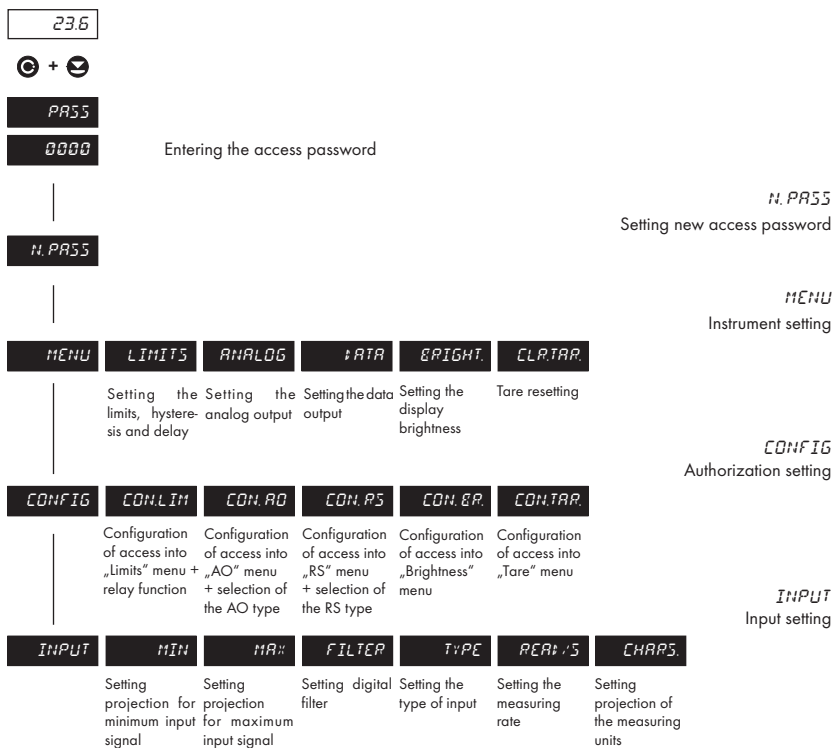 23.6
+
PASS
0000 Entering the access password
N. PASS
Setting new access password
N. PASS
MENU
Instrument setting
MENU LIMITS ANALOG DATA BRIGHT. CLR.TAR.
Setting the limits, hystere- sis and delay
Setting the analog output
Setting the data output
Setting the display brightness
Tare resetting
CONFIG
Authorization setting
CONFIG CON.LIM CON. AO CON. RS CON. BR. CON.TAR.
Configuration of access into „Limits" menu + relay function
Configuration of access into „AO" menu + selection of the AO type
Configuration of access into „RS" menu + selection of the RS type
Configuration of access into „Brightness" menu
Configuration of access into „Tare" menu
INPUT
Input setting
INPUT MIN MAX FILTER TYPE READ/S CHARS.
Setting projection for minimum input signal
Setting projection for maximum input signal
Setting digital filter
Setting the type of input
Setting the measuring rate
Setting projection of the measuring units